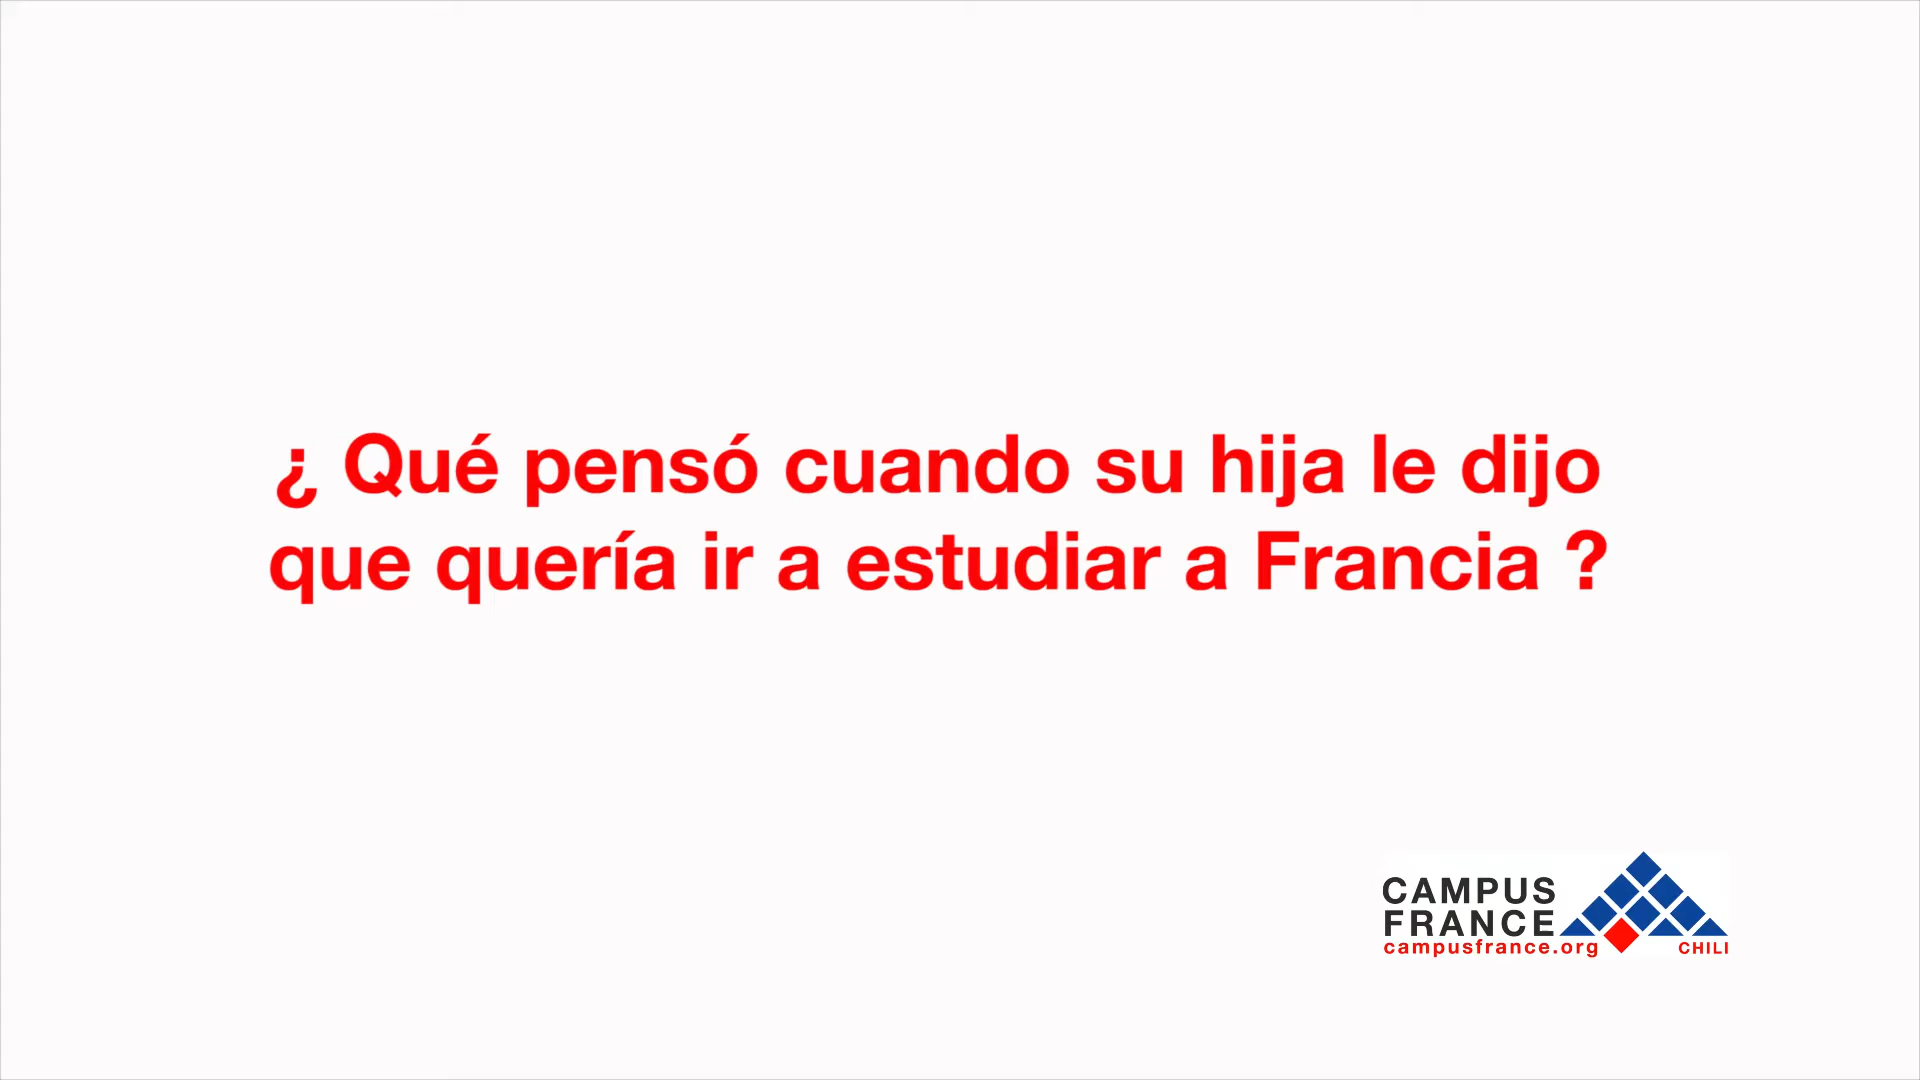 ¿ Qué pensó cuando su hija le dijo
que quería ir a estudiar a Francia ?
CAMPUS
FRANCE
campusfrance.org CHILI